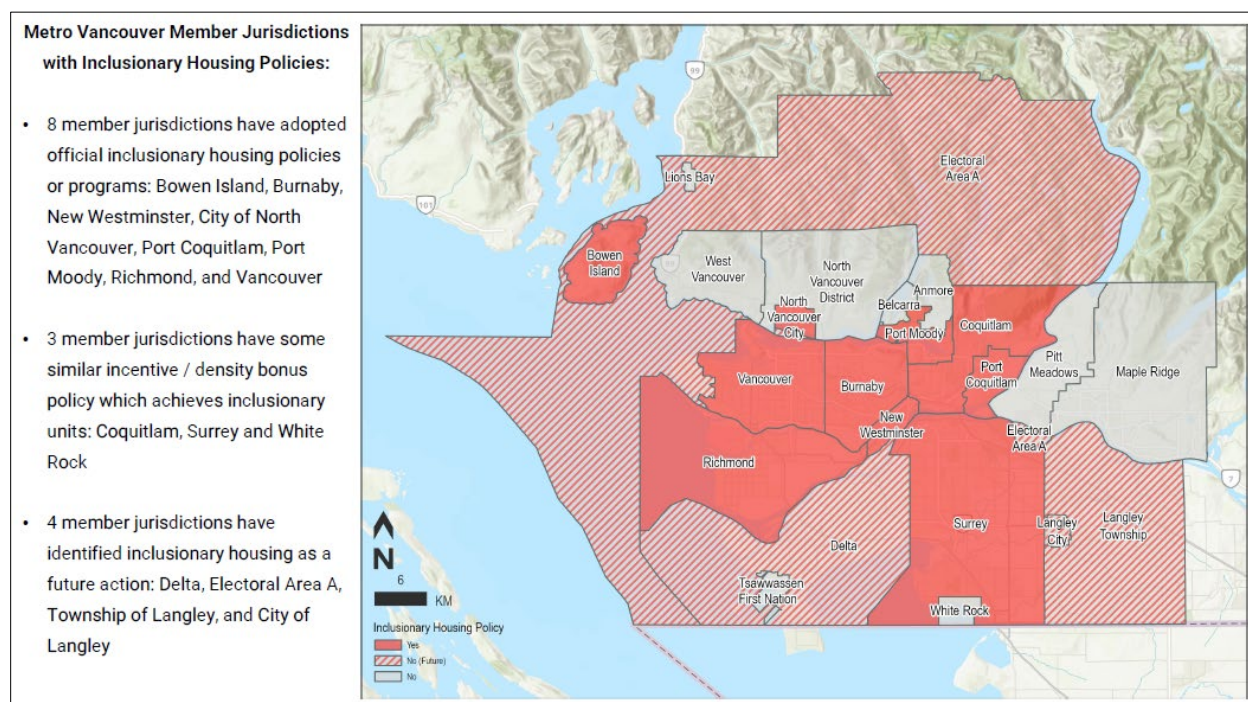 Metro Vancouver Member Jurisdictions
with Inclusionary Housing Policies:
• 8 member jurisdictions have adopted
official inclusionary housing policies
or programs: Bowen Island, Burnaby,
New Westminster, City of North
Vancouver, Port Coquitlam, Port
Moody, Richmond, and Vancouver
• 3 member jurisdictions have some
similar incentive / density bonus
policy which achieves inclusionary
units: Coquitlam, Surrey and White
Rock
• 4 member jurisdictions have
identified inclusionary housing as a
future action: Delta, Electoral Area A,
Township of Langley, and City of
Langley
99
101
Electoral
Area A
Lions Bay
Bowen
Island
West
Vancouver
North
Vancouver
District
Anmore
Belcarra
North
Vancouver
City
Port Moody
Coquitlam
Port
Coquitlam
Pitt
Meadows
Maple Ridge
Vancouver
Burnaby
New
Westminster
Electoral
Area A
Richmond
7
Surrey
Langley
City
Langley
Township
Delta
Tsawwassen
First Nation
White Rock
N
6
KM
Inclusionary Housing Policy
Yes
No (Future)
No